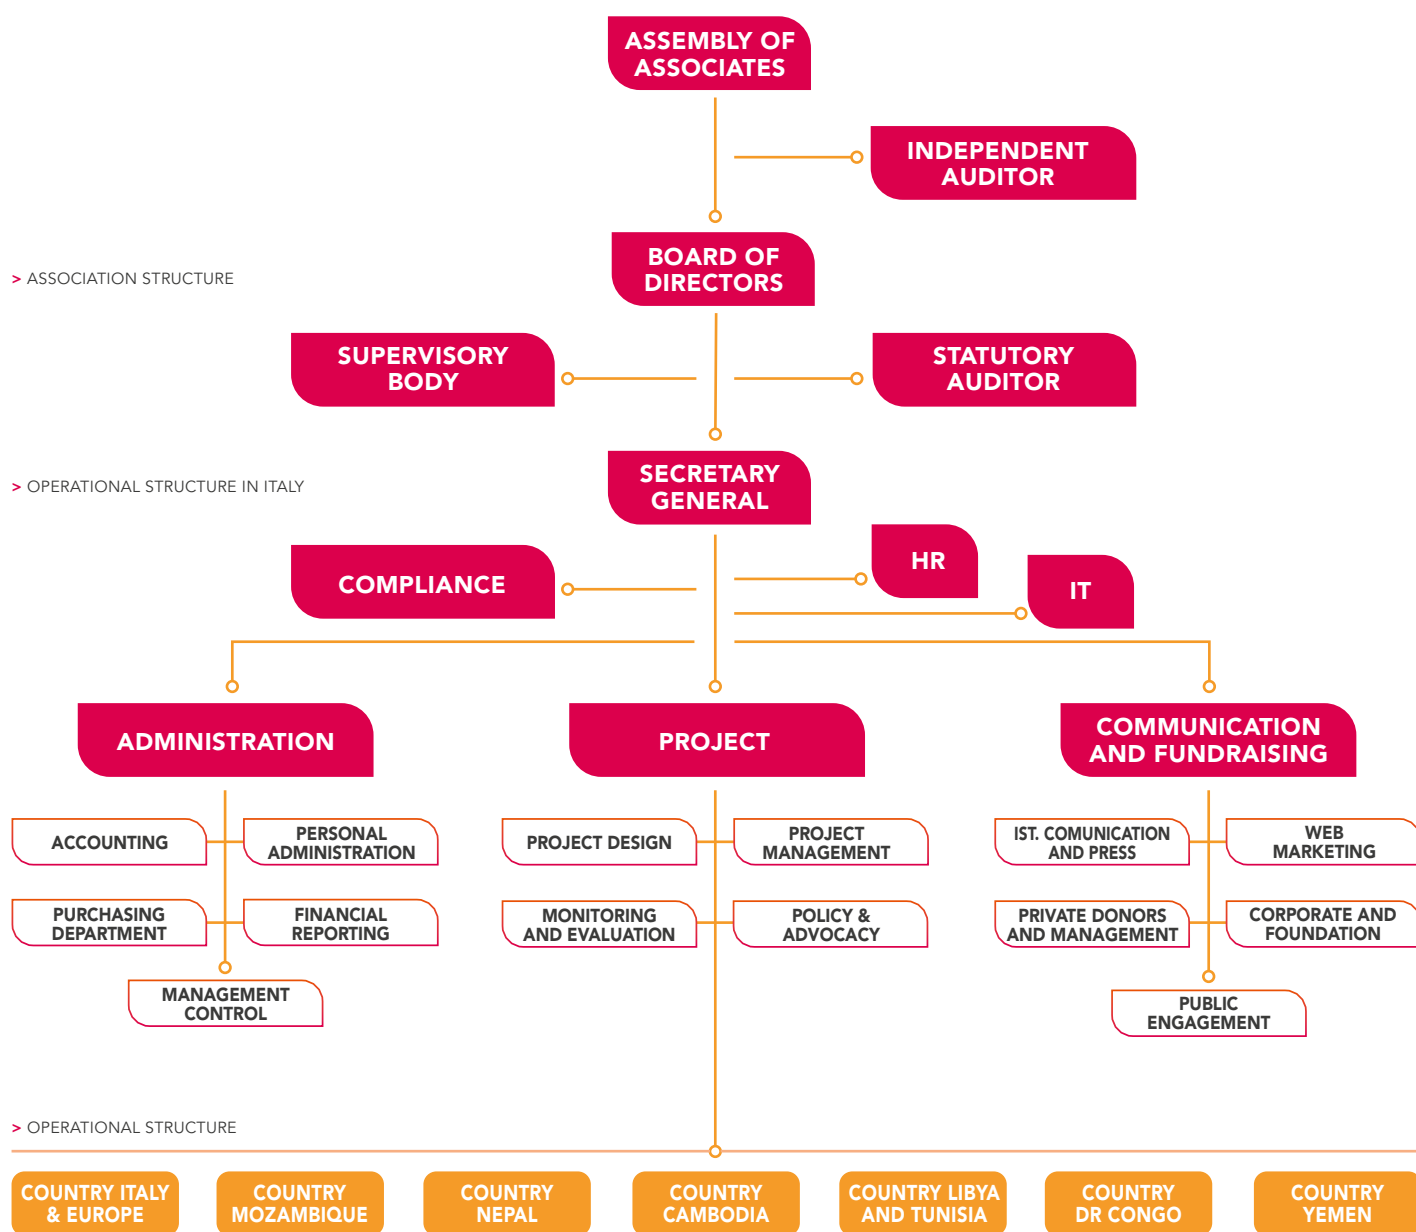 ASSEMBLY OF
ASSOCIATES
INDEPENDENT
AUDITOR
BOARD OF
DIRECTORS
> ASSOCIATION STRUCTURE
SUPERVISORY
BODY
STATUTORY
AUDITOR
SECRETARY
GENERAL
> OPERATIONAL STRUCTURE IN ITALY
HR
COMPLIANCE
IT
ADMINISTRATION
PROJECT
COMMUNICATION
AND FUNDRAISING
ACCOUNTING
PERSONAL
ADMINISTRATION
PROJECT DESIGN
PROJECT
MANAGEMENT
IST. COMUNICATION
AND PRESS
WEB
MARKETING
PURCHASING
DEPARTMENT
FINANCIAL
REPORTING
MONITORING
AND EVALUATION
POLICY &
ADVOCACY
PRIVATE DONORS
AND MANAGEMENT
CORPORATE AND
FOUNDATION
MANAGEMENT
CONTROL
PUBLIC
ENGAGEMENT
> OPERATIONAL STRUCTURE
COUNTRY ITALY
& EUROPE
COUNTRY
MOZAMBIQUE
COUNTRY
NEPAL
COUNTRY
CAMBODIA
COUNTRY LIBYA
AND TUNISIA
COUNTRY
DR CONGO
COUNTRY
YEMEN